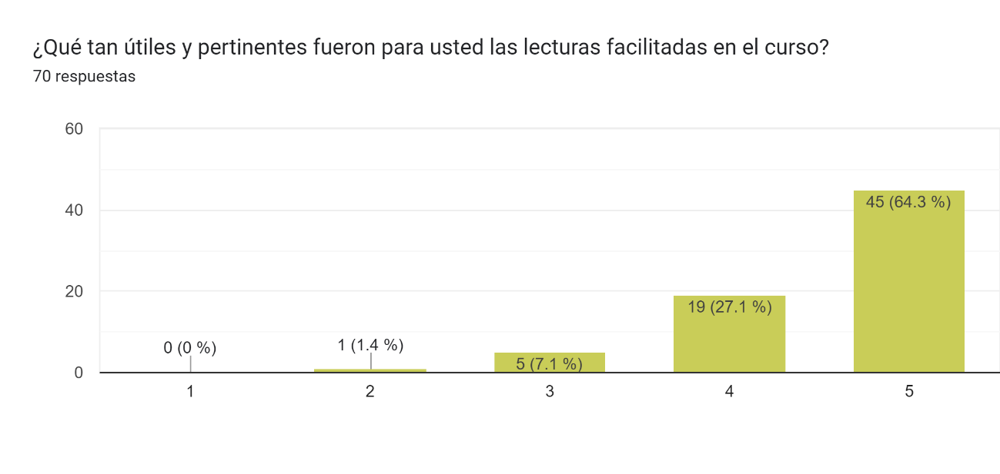 ¿Qué tan útiles y pertinentes fueron para usted las lecturas facilitadas en el curso?
70 respuestas
60
40
20
0
0 (0 %)
1 (1.4 %)
5 (7.1 %)
19 (27.1 %)
45 (64.3 %)
1
2
3
4
5